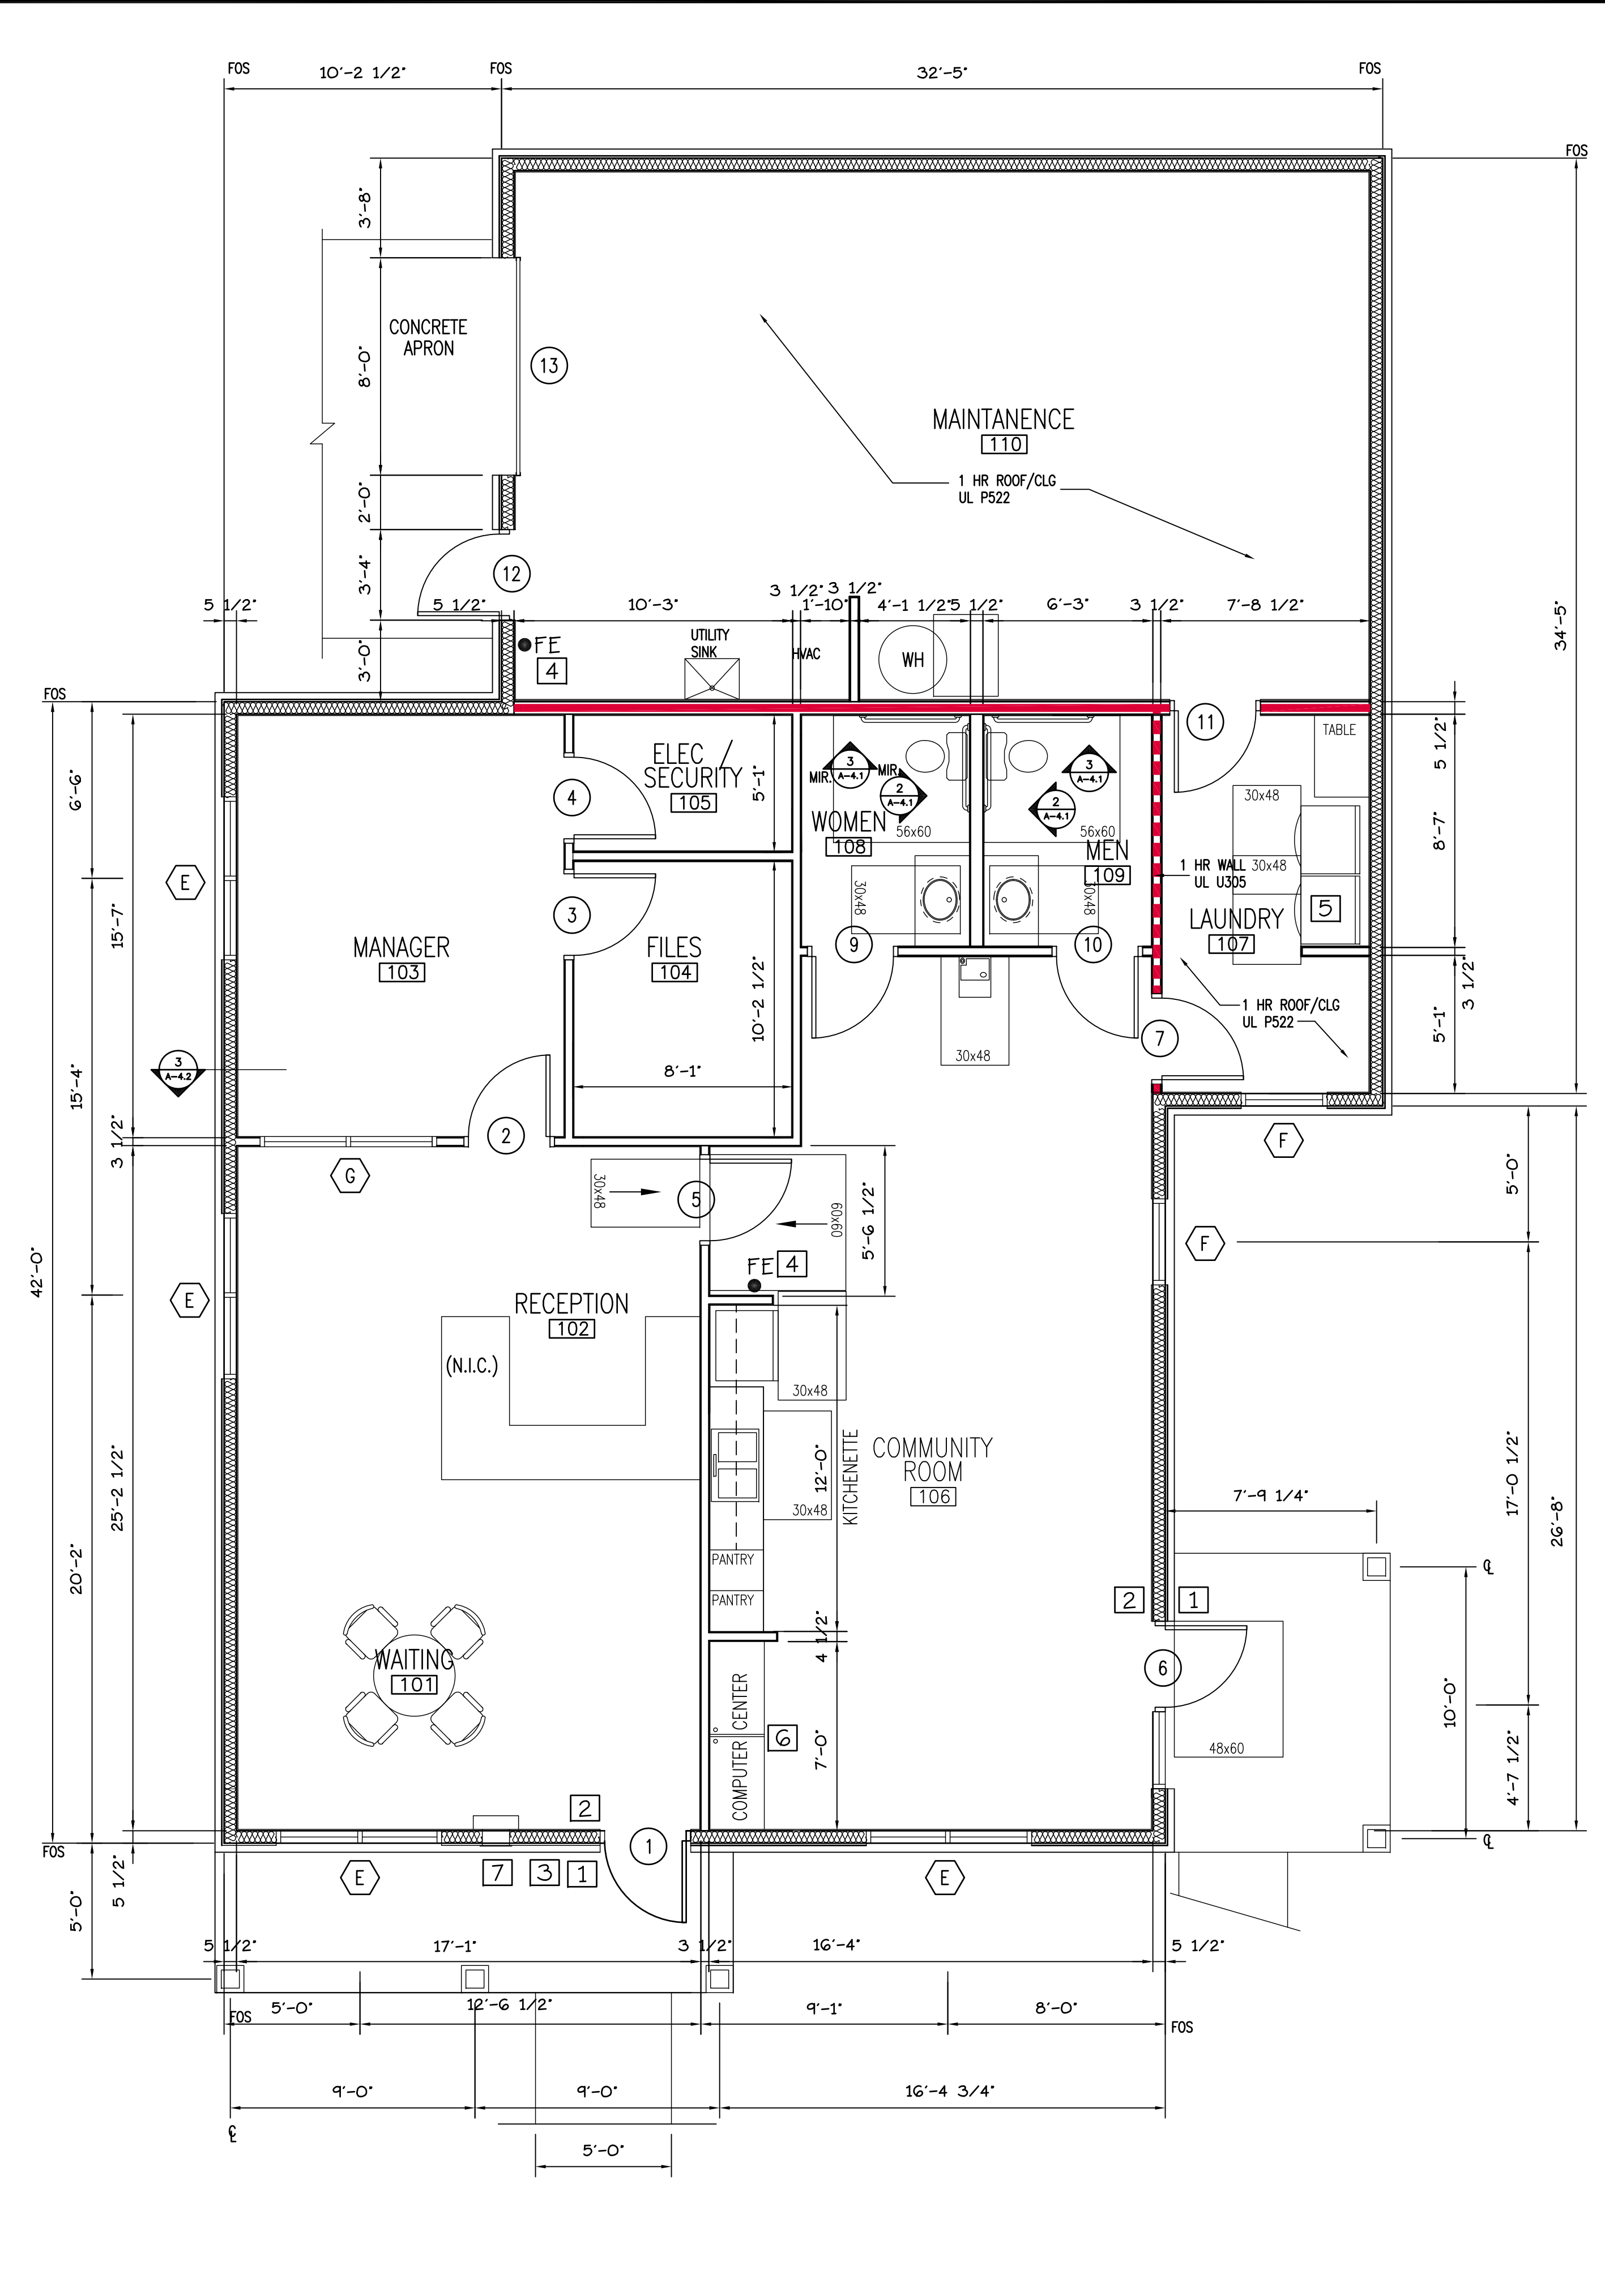 FOS
10'-2 1/2"
FOS
32'-5"
FOS
FOS
3'-8"
CONCRETE
APRON
8'-0"
13
MAINTANENCE
110
1 HR ROOF/CLG
UL P522
2'-0"
3'-4"
12
3'-0"
34'-5"
5 1/2"
5 1/2"
10'-3"
3 1/2"
1'-10"
3 1/2"
4'-1 1/2"
5 1/2"
6'-3"
3 1/2"
7'-8 1/2"
FE
4
UTILITY
SINK
HVAC
WH
FOS
11
TABLE
5 1/2"
6'-6"
4
ELEC /
SECURITY
105
5'-1"
3
A-4.1
MIR.
MIR.
2
A-4.1
WOMEN
108
56x60
3
A-4.1
2
A-4.1
56x60
MEN
109
30x48
30x48
1 HR WALL
UL U305
8'-7"
E
15'-7"
3
MANAGER
103
FILES
104
10'-2 1/2"
30x48
30x48
9
10
LAUNDRY
107
5
3 1/2"
1 HR ROOF/CLG
UL P522
5'-1"
7
30x48
3
A-4.2
15'-4"
8'-1"
3 1/2"
2
G
F
30x48
5
60x60
5'-6 1/2"
5'-0"
F
FE
4
42'-0"
E
RECEPTION
102
(N.I.C.)
30x48
12'-0"
KITCHENETTE
COMMUNITY
ROOM
106
30x48
25'-2 1/2"
17'-0 1/2"
7'-9 1/4"
26'-8"
20'-2"
PANTRY
PANTRY
2
1
4 1/2"
WAITING
101
6
COMPUTER CENTER
6
7'-0"
48x60
10'-0"
4'-7 1/2"
2
1
FOS
5 1/2"
5'-0"
E
7
3
1
E
5 1/2"
17'-1"
3 1/2"
16'-4"
5 1/2"
FOS
5'-0"
12'-6 1/2"
9'-1"
8'-0"
FOS
9'-0"
9'-0"
16'-4 3/4"
5'-0"